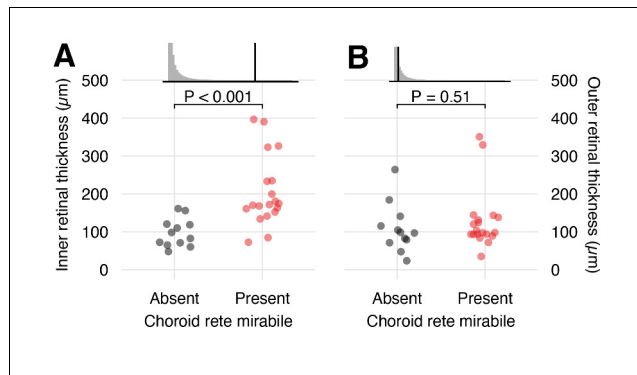 A
B
500
400
300
200
100
0
Inner retinal thickness (µm)
P < 0.001
Absent
Present
Choroid rete mirabile
P = 0.51
Absent
Present
Choroid rete mirabile
500
400
300
200
100
0
Outer retinal thickness (µm)